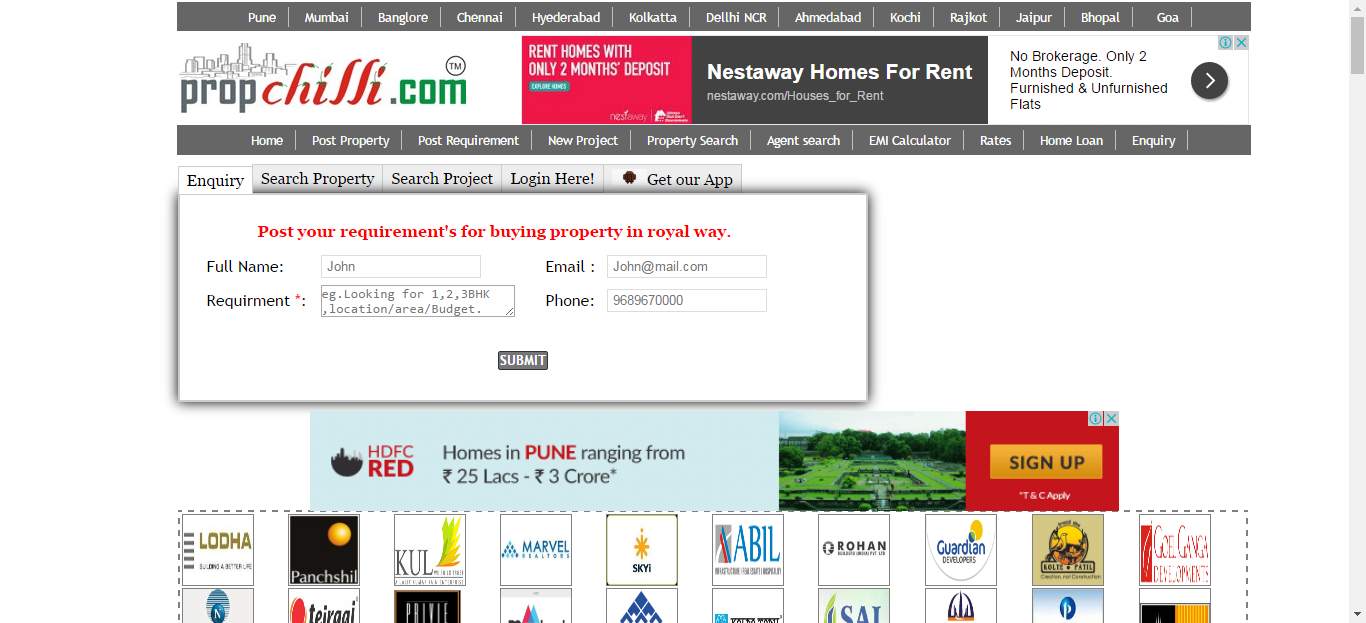 Pune Mumbai Banglore Chennai Hyederabad Kolkatta Dellhi NCR Ahmedabad Kochi Rajkot Jaipur Bhopal Goa
propchilli.com TM
RENT HOMES WITH
ONLY 2 MONTHS' DEPOSIT
EXPLORE HOMES
nestaway
Nestaway Homes For Rent
nestaway.com/Houses_for_Rent
No Brokerage. Only 2
Months Deposit.
Furnished & Unfurnished
Flats
Home Post Property Post Requirement New Project Property Search Agent search EMI Calculator Rates Home Loan Enquiry
Enquiry Search Property Search Project Login Here! Get our App
Post your requirement's for buying property in royal way.
Full Name: John Email : John@mail.com
Requirment *: eg.Looking for 1,2,3BHK
,location/area/Budget.
Phone: 9689670000
SUBMIT
HDFC
RED
Homes in PUNE ranging from
₹ 25 Lacs - ₹ 3 Crore*
SIGN UP
*T & C Apply
LODHA
BUILDING A BETTER LIFE
Panchshil
KUL
MARVEL
REALTORS
SKYi
ABIL
ROHAN
BUILDERS (INDIA) PVT. LTD
Guardian
DEVELOPERS
KOLTE PATIL
Creation, not Construction
GOEL GANGA
DEVELOPMENTS
N
PRIVIE